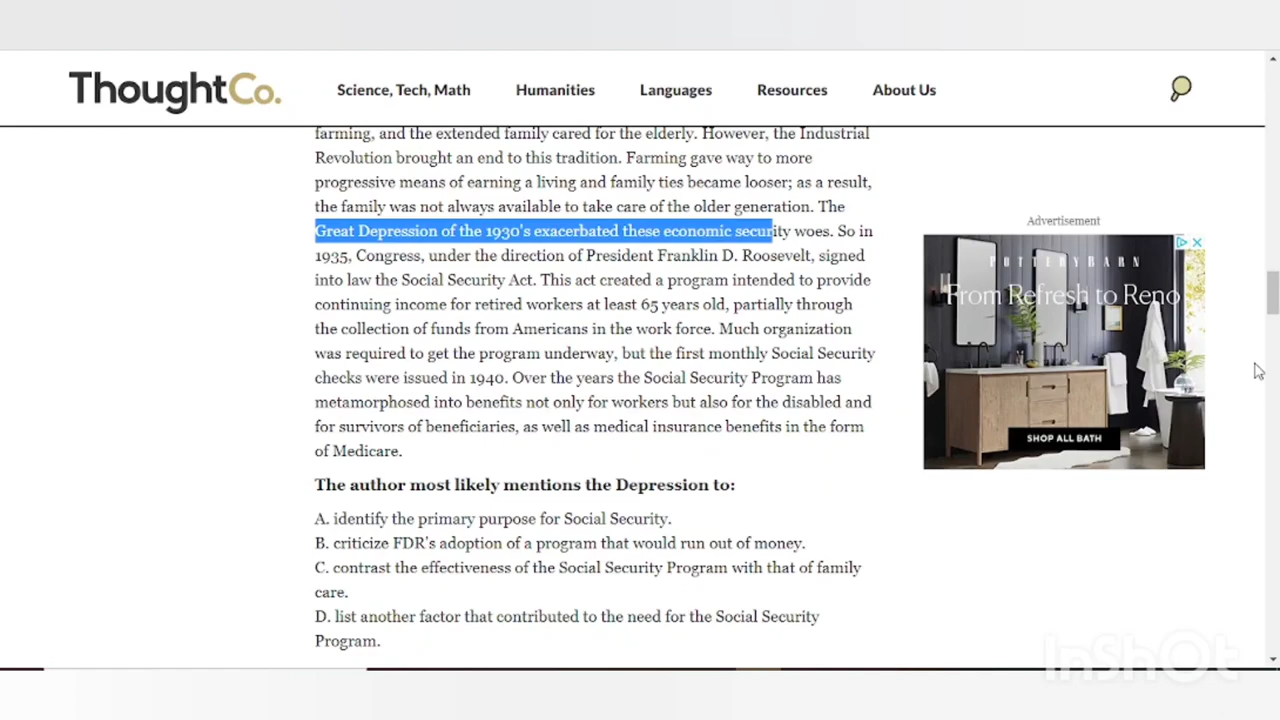 ThoughtCo.
Science, Tech, Math
Humanities
Languages
Resources
About Us
farming, and the extended family cared for the elderly. However, the Industrial
Revolution brought an end to this tradition. Farming gave way to more
progressive means of earning a living and family ties became looser; as a result,
the family was not always available to take care of the older generation. The
Great Depression of the 1930's exacerbated these economic security woes. So in
1935, Congress, under the direction of President Franklin D. Roosevelt, signed
into law the Social Security Act. This act created a program intended to provide
continuing income for retired workers at least 65 years old, partially through
the collection of funds from Americans in the work force. Much organization
was required to get the program underway, but the first monthly Social Security
checks were issued in 1940. Over the years the Social Security Program has
metamorphosed into benefits not only for workers but also for the disabled and
for survivors of beneficiaries, as well as medical insurance benefits in the form
of Medicare.
The author most likely mentions the Depression to:
A. identify the primary purpose for Social Security.
B. criticize FDR's adoption of a program that would run out of money.
C. contrast the effectiveness of the Social Security Program with that of family
care.
D. list another factor that contributed to the need for the Social Security
Program.
Advertisement
POTTERY BARN
From Refresh to Reno
SHOP ALL BATH
InShOt